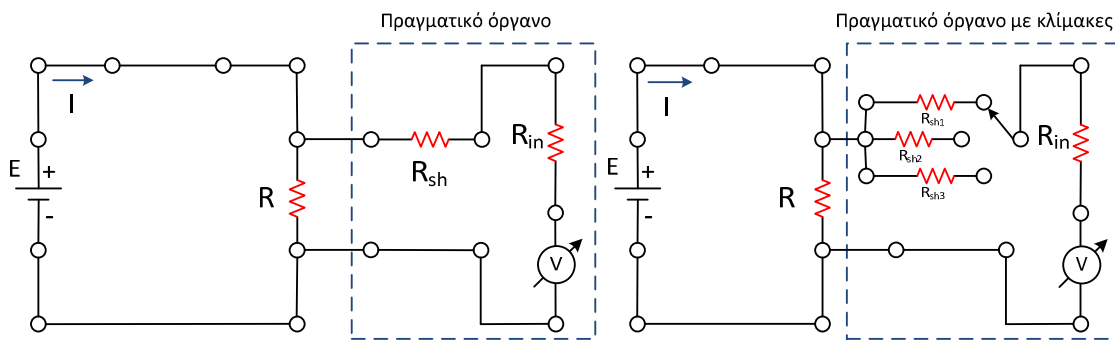 Πραγματικό όργανο
I
E
+
-
R
Rsh
Rin
V
Πραγματικό όργανο με κλίμακες
I
E
+
-
R
Rsh1
Rsh2
Rsh3
Rin
V